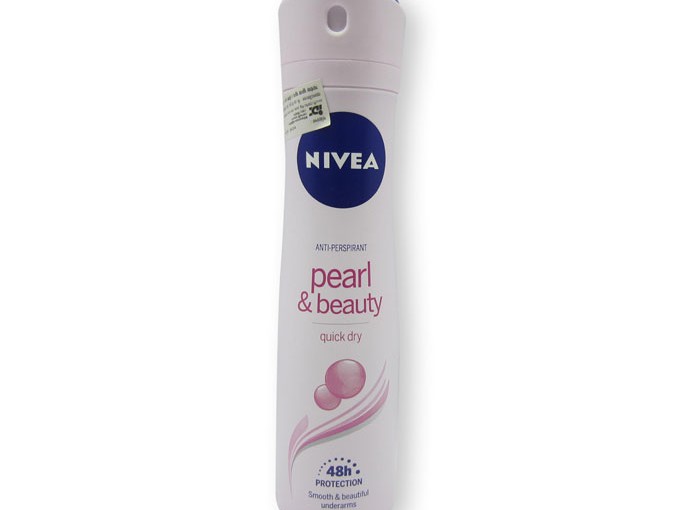 NIVEA
ANTI-PERSPIRANT
pearl
& beauty
quick dry
48h
PROTECTION
Smooth & beautiful
underarms